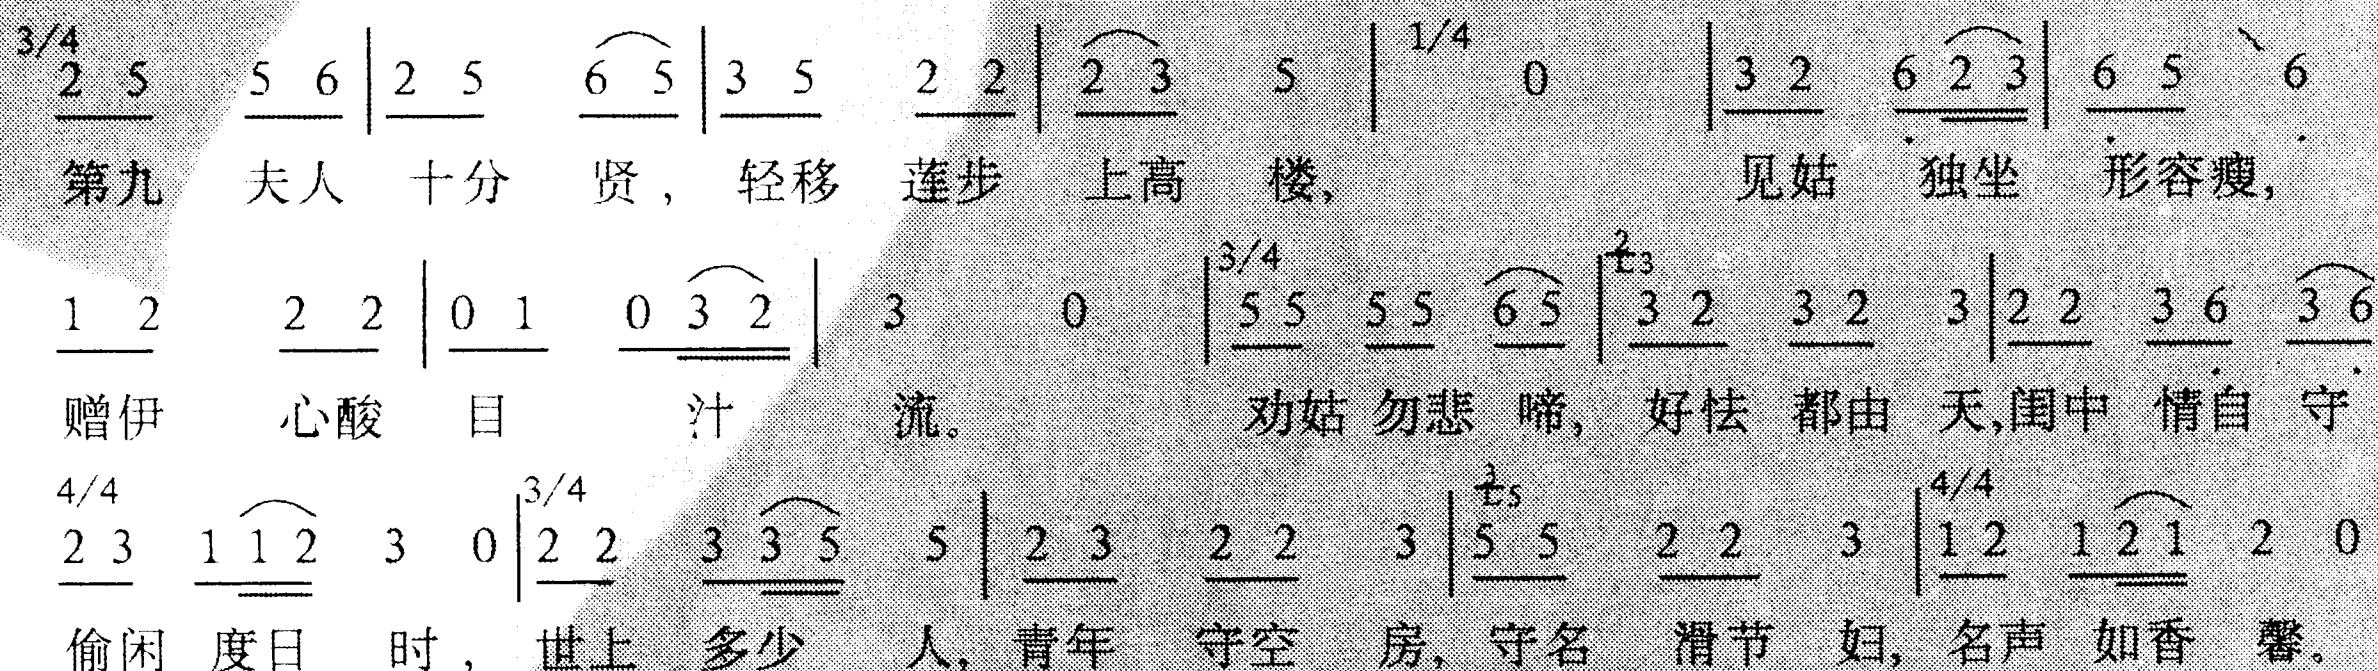 3/4 1/4
2 5 5 6 | 2 5 6 5 | 3 5 2 2 | 2 3 5 | 0 | 3 2 6 2 3 | 6 5 6
第九 夫人 十分 贤, 轻移 莲步 上高 楼, 见姑 独坐 形容瘦,
3/4 2 3
1 2 2 2 | 0 1 0 3 2 | 3 0 | 5 5 5 5 6 5 | 3 2 3 2 3 | 2 2 3 6 3 6
赠伊 心酸 目 汁 流。 劝姑 勿悲 啼, 好怯 都由 天,闺中 情自 守
4/4 3/4 3 5 4/4
2 3 1 1 2 3 0 | 2 2 3 3 5 5 | 2 3 2 2 3 | 5 5 2 2 3 | 1 2 1 2 1 2 0
偷闲 度日 时, 世上 多少 人, 青年 守空 房, 守名 滑节 妇, 名声 如香 馨。